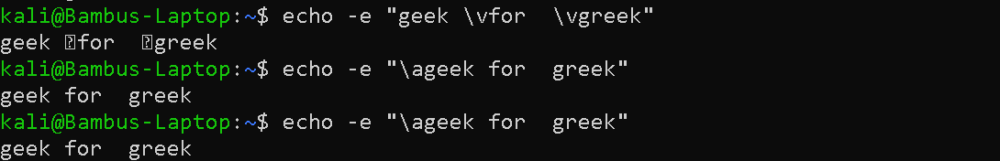 kali@Bambus-Laptop:~$ echo -e "geek \vfor  \vgreek"
geek �for  �greek
kali@Bambus-Laptop:~$ echo -e "\ageek for  greek"
geek for  greek
kali@Bambus-Laptop:~$ echo -e "\ageek for  greek"
geek for  greek